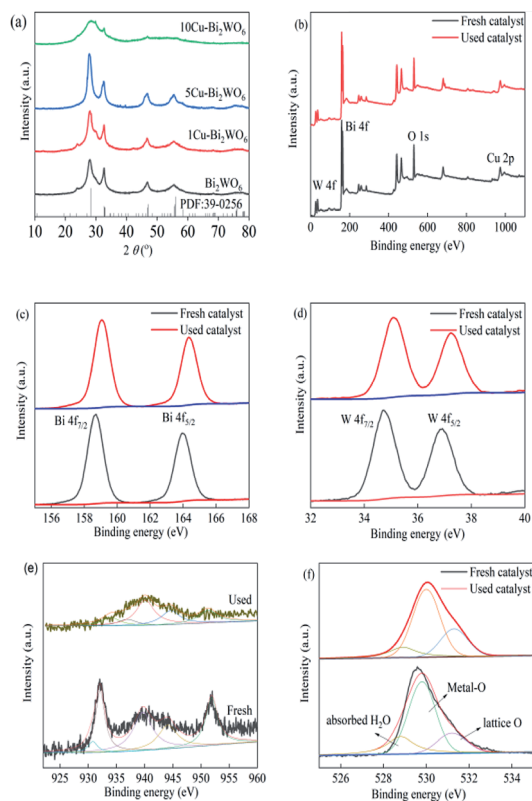 (a)
10Cu-Bi₂WO₆
5Cu-Bi₂WO₆
1Cu-Bi₂WO₆
Bi₂WO₆
PDF:39-0256
Intensity (a.u.)
10 20 30 40 50 60 70 80
2 θ (°)
(b)
Fresh catalyst
Used catalyst
Bi 4f
O 1s
Cu 2p
W 4f
Intensity (a.u.)
0 200 400 600 800 1000
Binding energy (eV)
(c)
Fresh catalyst
Used catalyst
Bi 4f7/2
Bi 4f5/2
Intensity (a.u.)
156 158 160 162 164 166 168
Binding energy (eV)
(d)
Fresh catalyst
Used catalyst
W 4f7/2
W 4f5/2
Intensity (a.u.)
32 34 36 38 40
Binding energy (eV)
(e)
Used
Fresh
Intensity (a.u.)
925 930 935 940 945 950 955 960
Binding energy (eV)
(f)
Fresh catalyst
Used catalyst
Metal-O
absorbed H₂O
lattice O
Intensity (a.u.)
525 528 530 533 535
Binding energy (eV)